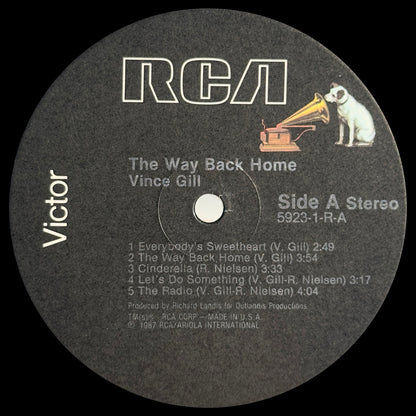 RCA
Victor
The Way Back Home
Vince Gill
Side A Stereo
5923-1-R-A
1 Everybody's Sweetheart (V. Gill) 2:49
2 The Way Back Home (V. Gill) 3:54
3 Cinderella (R. Nielsen) 3:33
4 Let's Do Something (V. Gill-R. Nielsen) 3:17
5 The Radio (V. Gill-R. Nielsen) 4:04
Produced by Richard Landis for Outlandis Productions.
TM(s)® - RCA CORP - MADE IN U.S.A.
℗ 1987 RCA/ARIOLA INTERNATIONAL